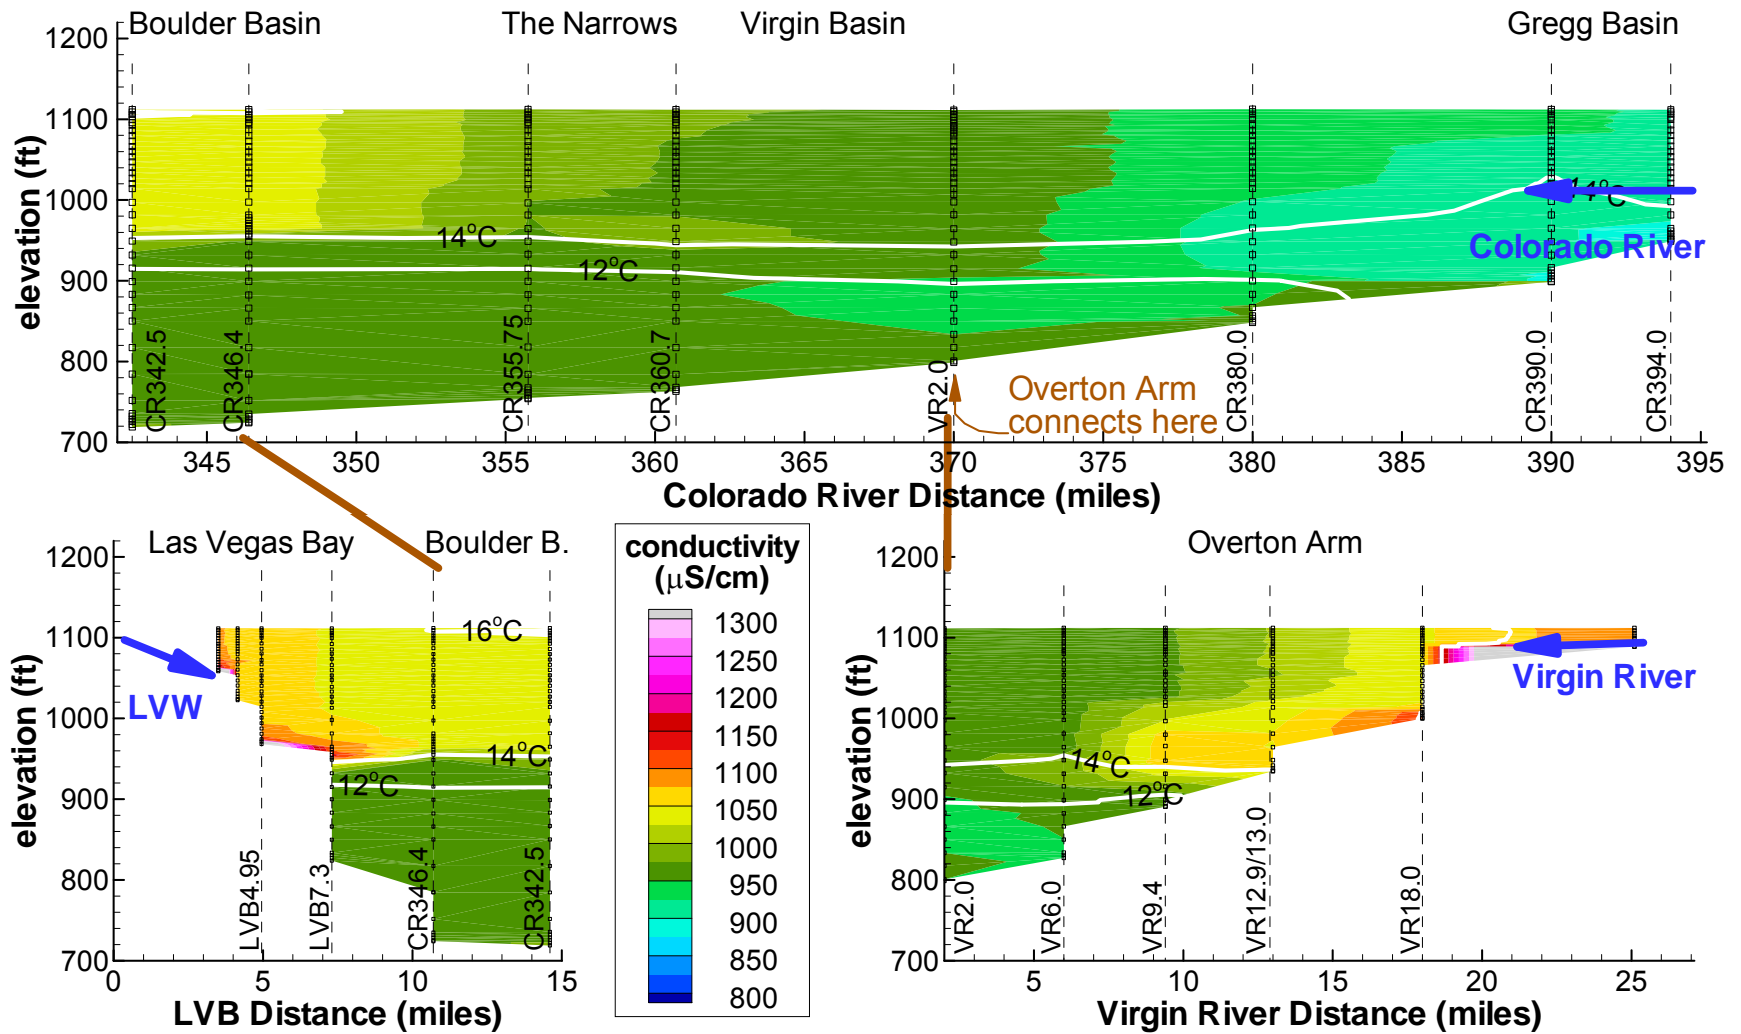 Boulder Basin The Narrows Virgin Basin Gregg Basin
1200
1100
1000
900
800
700
elevation (ft)
14°C
14°C
12°C
Colorado River
CR342.5
CR346.4
CR355.75
CR360.7
VR2.0
CR380.0
CR390.0
CR394.0
Overton Arm
connects here
345 350 355 360 365 370 375 380 385 390 395
Colorado River Distance (miles)
Las Vegas Bay Boulder B.
1200
1100
1000
900
800
700
elevation (ft)
16°C
14°C
12°C
LVW
LVB4.95
LVB7.3
CR346.4
CR342.5
0 5 10 15
LVB Distance (miles)
conductivity
(µS/cm)
1300
1250
1200
1150
1100
1050
1000
950
900
850
800
Overton Arm
1200
1100
1000
900
800
700
elevation (ft)
14°C
12°C
Virgin River
VR2.0
VR6.0
VR9.4
VR12.9/13.0
VR18.0
5 10 15 20 25
Virgin River Distance (miles)